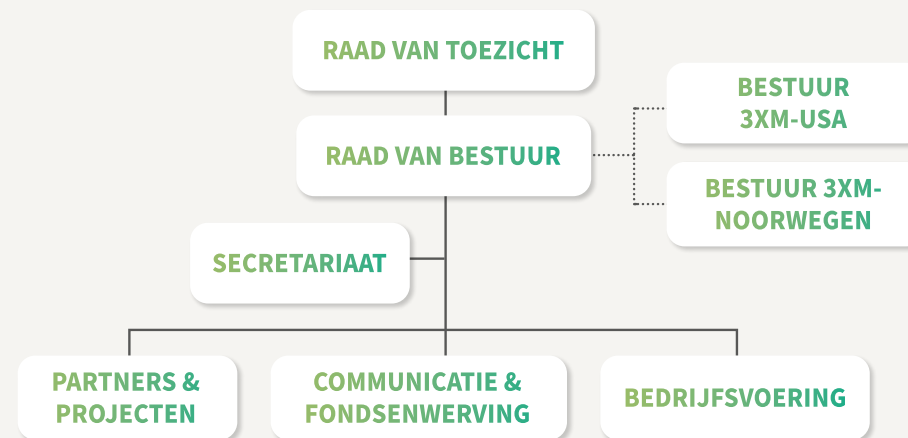 RAAD VAN TOEZICHT
RAAD VAN BESTUUR
BESTUUR
3XM-USA
BESTUUR 3XM-
NOORWEGEN
SECRETARIAAT
PARTNERS &
PROJECTEN
COMMUNICATIE &
FONDSENWERVING
BEDRIJFSVOERING